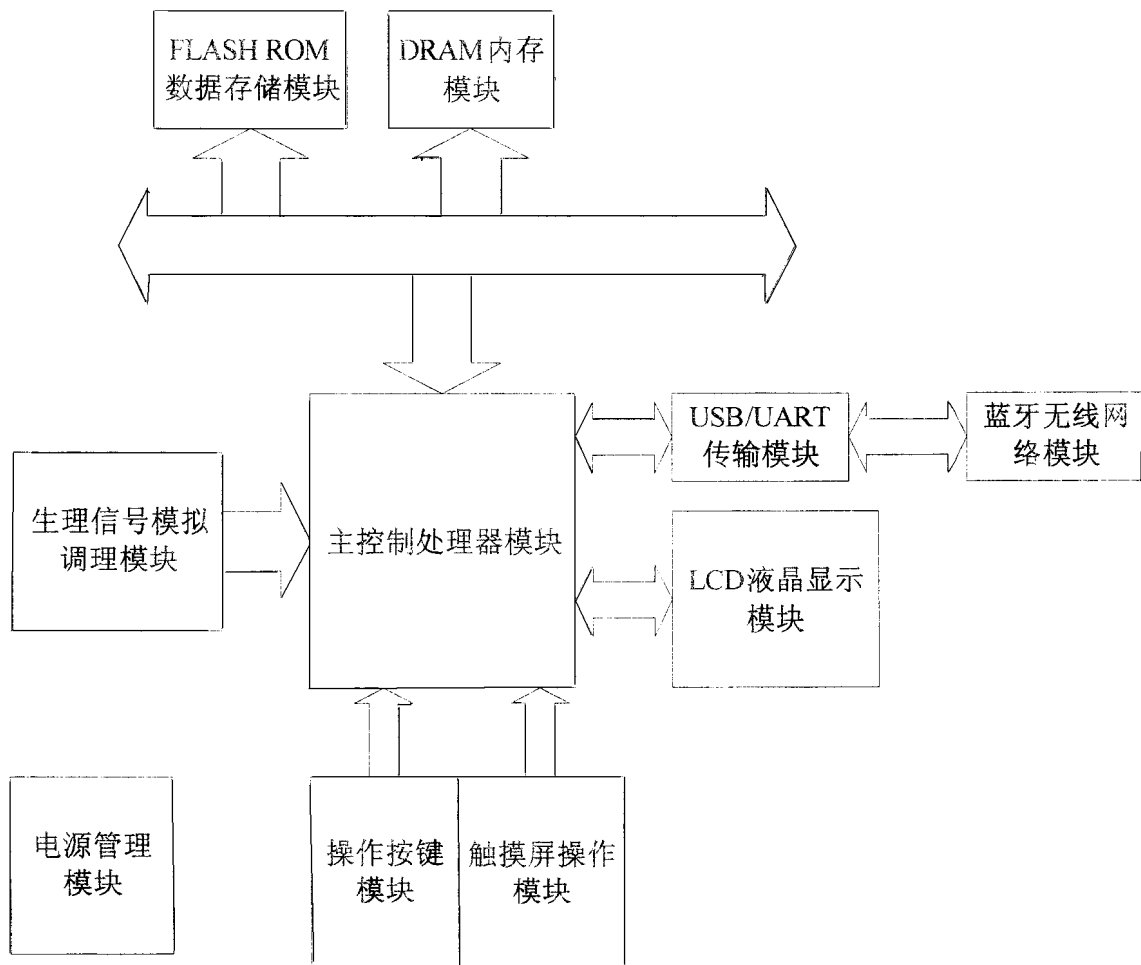 FLASH ROM
数据存储模块
DRAM内存
模块
USB/UART
传输模块
蓝牙无线网
络模块
生理信号模拟
调理模块
主控制处理器模块
LCD液晶显示
模块
电源管理
模块
操作按键
模块
触摸屏操作
模块